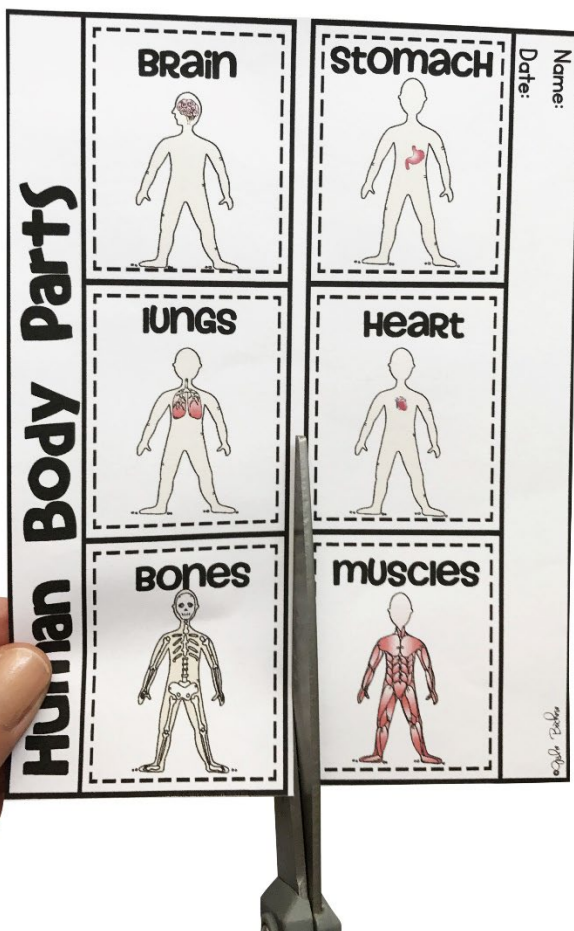 Human Body Parts
Brain
Stomach
Lungs
Heart
Bones
Muscles
Name:
Date: